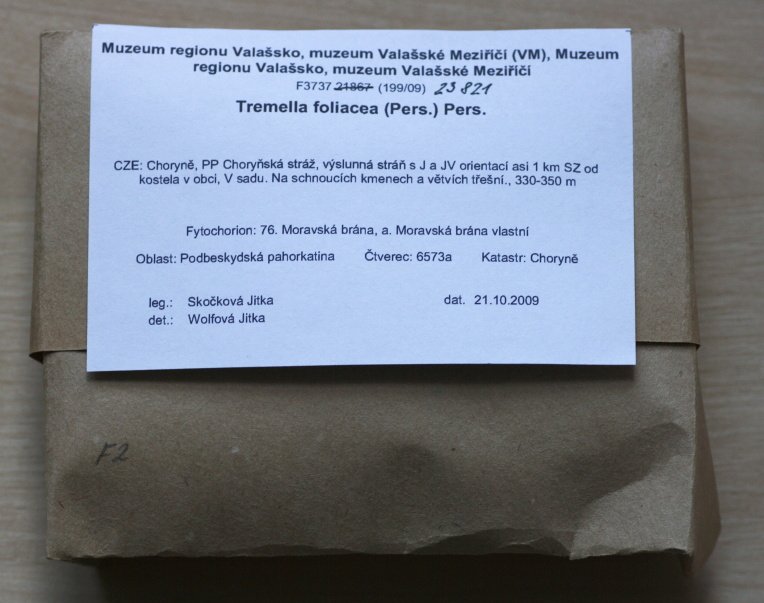 Muzeum regionu Valašsko, muzeum Valašské Meziříčí (VM), Muzeum
regionu Valašsko, muzeum Valašské Meziříčí
F3737 21867 (199/09) 23821
Tremella foliacea (Pers.) Pers.
CZE: Choryně, PP Choryňská stráž, výslunná stráň s J a JV orientací asi 1 km SZ od
kostela v obci, V sadu. Na schnoucích kmenech a větvích třešní., 330-350 m
Fytochorion: 76. Moravská brána, a. Moravská brána vlastní
Oblast: Podbeskydská pahorkatina Čtverec: 6573a Katastr: Choryně
leg.: Skočková Jitka dat. 21.10.2009
det.: Wolfová Jitka
F2